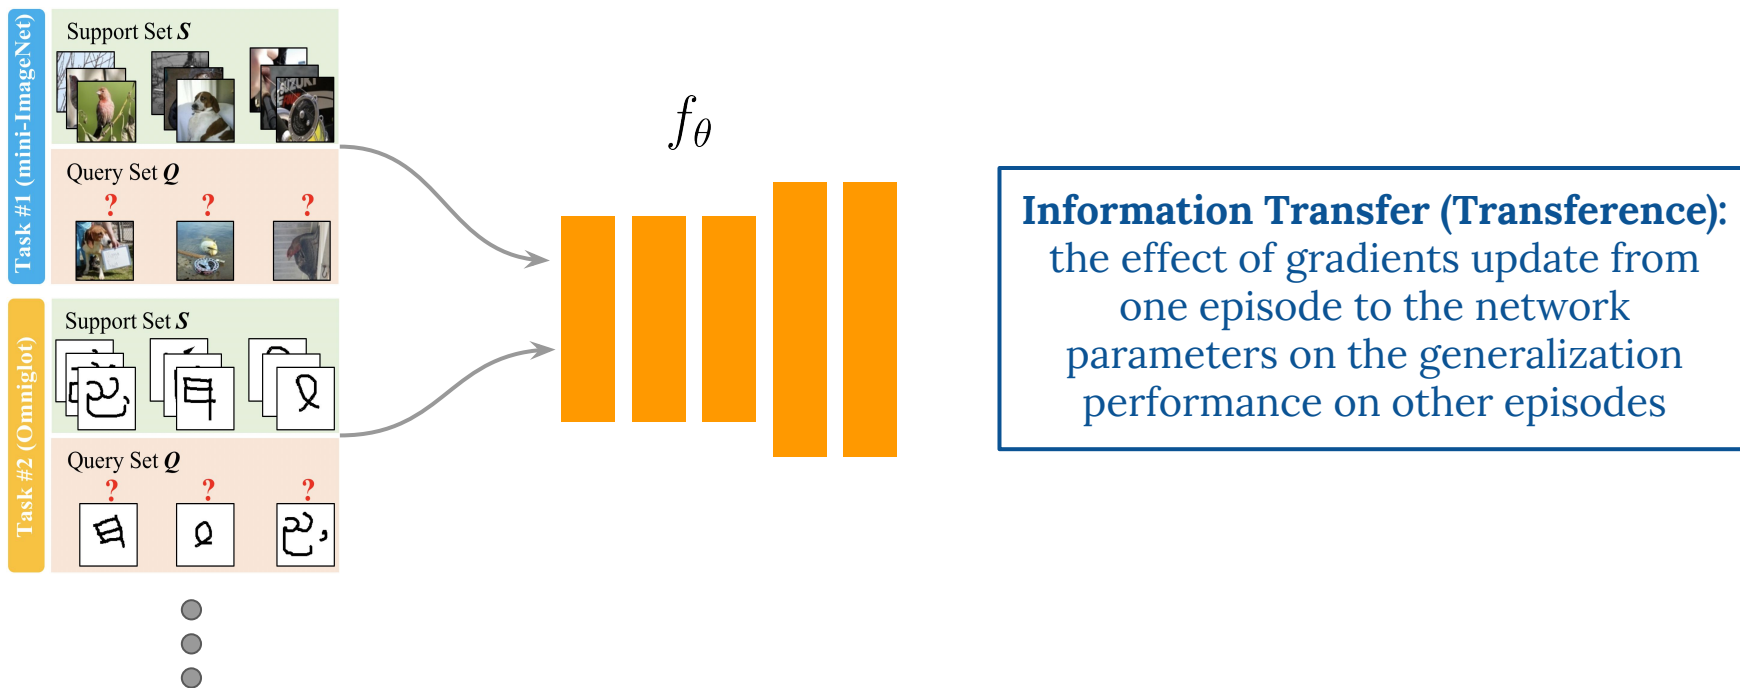 Task #1 (mini-ImageNet)
Support Set S
SUZUKI
Query Set Q
? ? ?
Task #2 (Omniglot)
Support Set S
Query Set Q
? ? ?
fθ
Information Transfer (Transference):
the effect of gradients update from
one episode to the network
parameters on the generalization
performance on other episodes